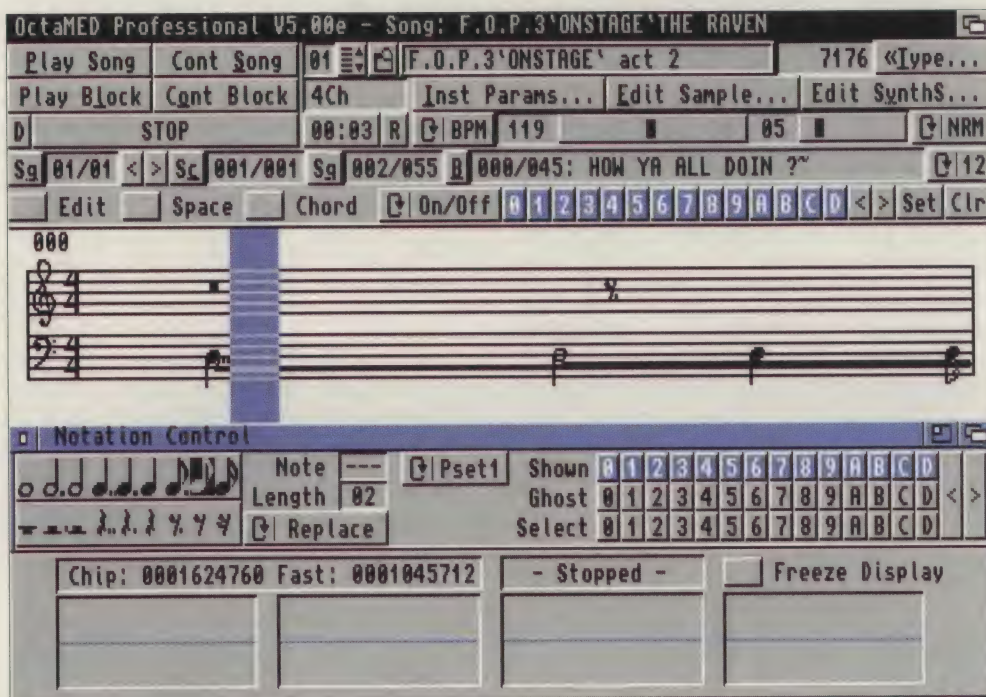 OctaMED Professional V5.00e - Song: F.O.P.3'ONSTAGE'THE RAVEN
Play Song Cont Song 01 F.O.P.3'ONSTAGE' act 2 7176 «Type...
Play Block Cont Block 4Ch Inst Params... Edit Sample... Edit SynthS...
D STOP 00:03 R BPM 119 05 NRM
Sg 01/01 < > Sc 001/001 Sg 002/055 B 000/045: HOW YA ALL DOIN ?~ 12
Edit Space Chord On/Off 0 1 2 3 4 5 6 7 8 9 A B C D < > Set Clr
000
4 4
4 4
Notation Control
Note --- Pset1 Shown 0 1 2 3 4 5 6 7 8 9 A B C D < >
Length 02 Ghost 0 1 2 3 4 5 6 7 8 9 A B C D
Replace Select 0 1 2 3 4 5 6 7 8 9 A B C D
Chip: 0001624760 Fast: 0001045712 - Stopped - Freeze Display